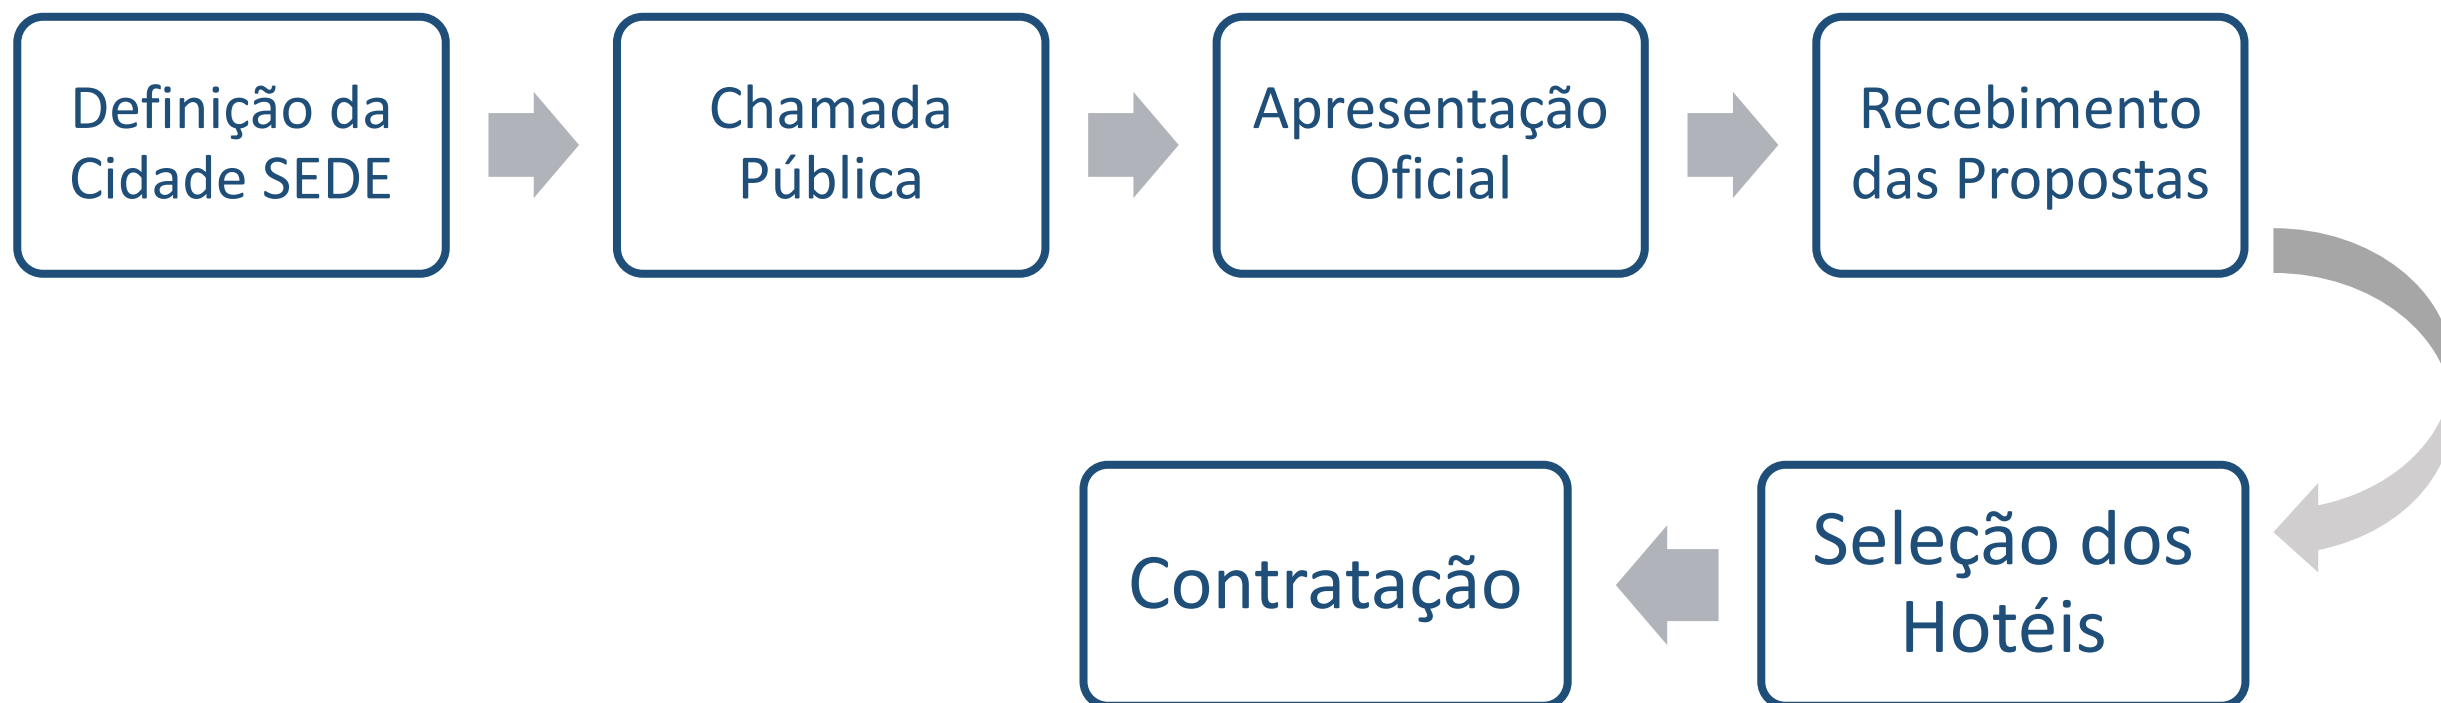 Definição da
Cidade SEDE
Chamada
Pública
Apresentação
Oficial
Recebimento
das Propostas
Seleção dos
Hotéis
Contratação